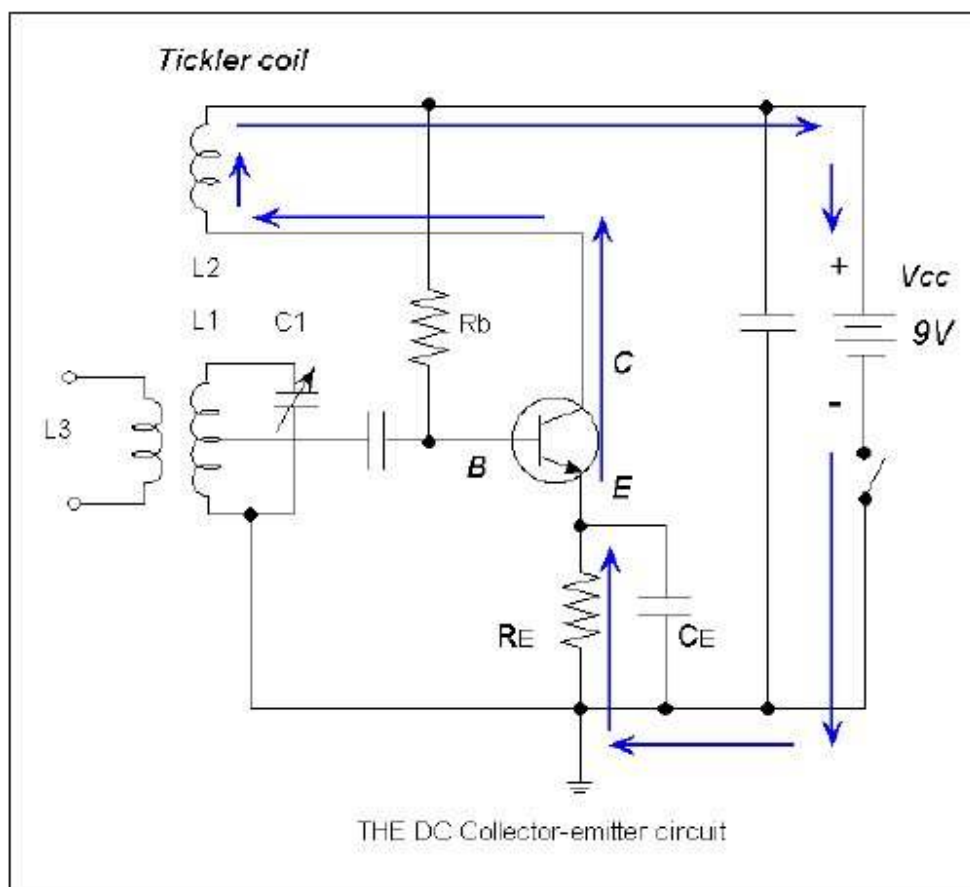 Tickler coil
+
Vcc
L2
L1
C1
Rb
9V
C
-
L3
B
E
RE
CE
THE DC Collector-emitter circuit